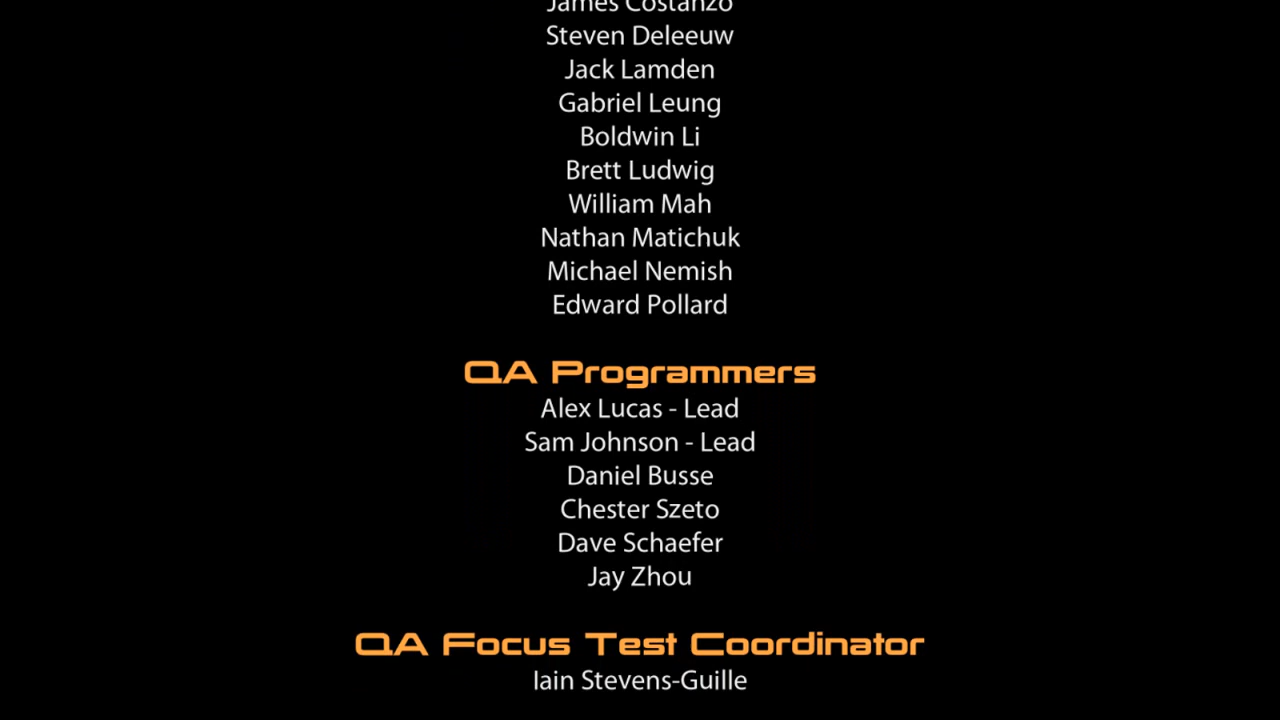 James Costanzo
Steven Deleeuw
Jack Lamden
Gabriel Leung
Boldwin Li
Brett Ludwig
William Mah
Nathan Matichuk
Michael Nemish
Edward Pollard
QA Programmers
Alex Lucas - Lead
Sam Johnson - Lead
Daniel Busse
Chester Szeto
Dave Schaefer
Jay Zhou
QA Focus Test Coordinator
Iain Stevens-Guille